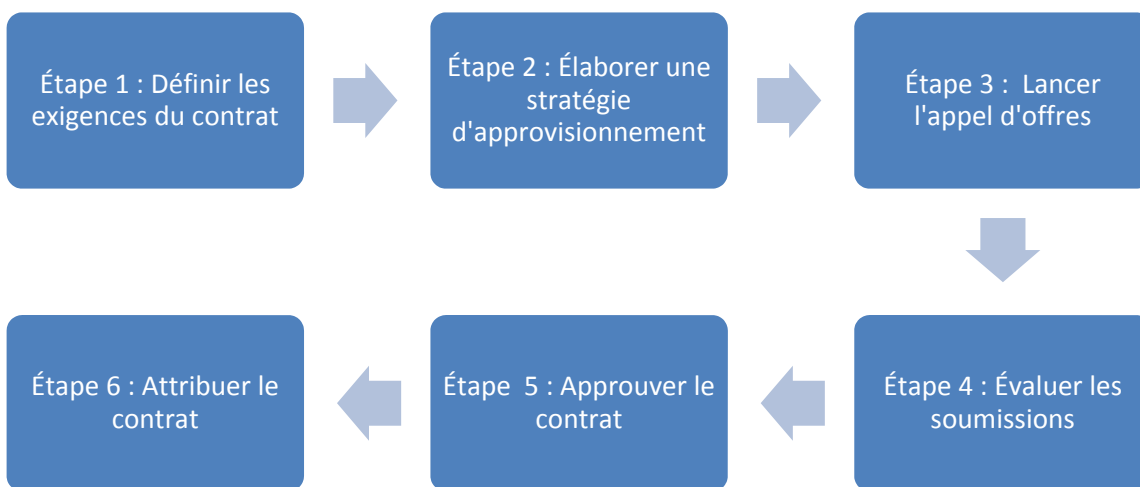 Étape 1 : Définir les
exigences du contrat
Étape 2 : Élaborer une
stratégie
d'approvisionnement
Étape 3 :  Lancer
l'appel d'offres
Étape 4 : Évaluer les
soumissions
Étape  5 : Approuver le
contrat
Étape 6 : Attribuer le
contrat